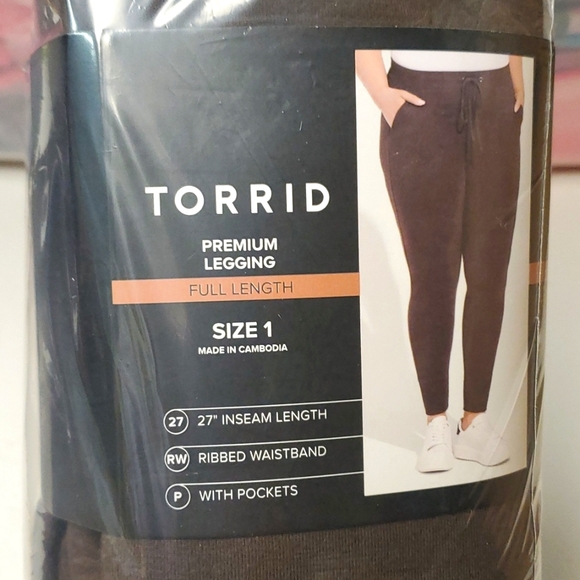 TORRID
PREMIUM
LEGGING
FULL LENGTH
SIZE 1
MADE IN CAMBODIA
27 27" INSEAM LENGTH
RW RIBBED WAISTBAND
P WITH POCKETS